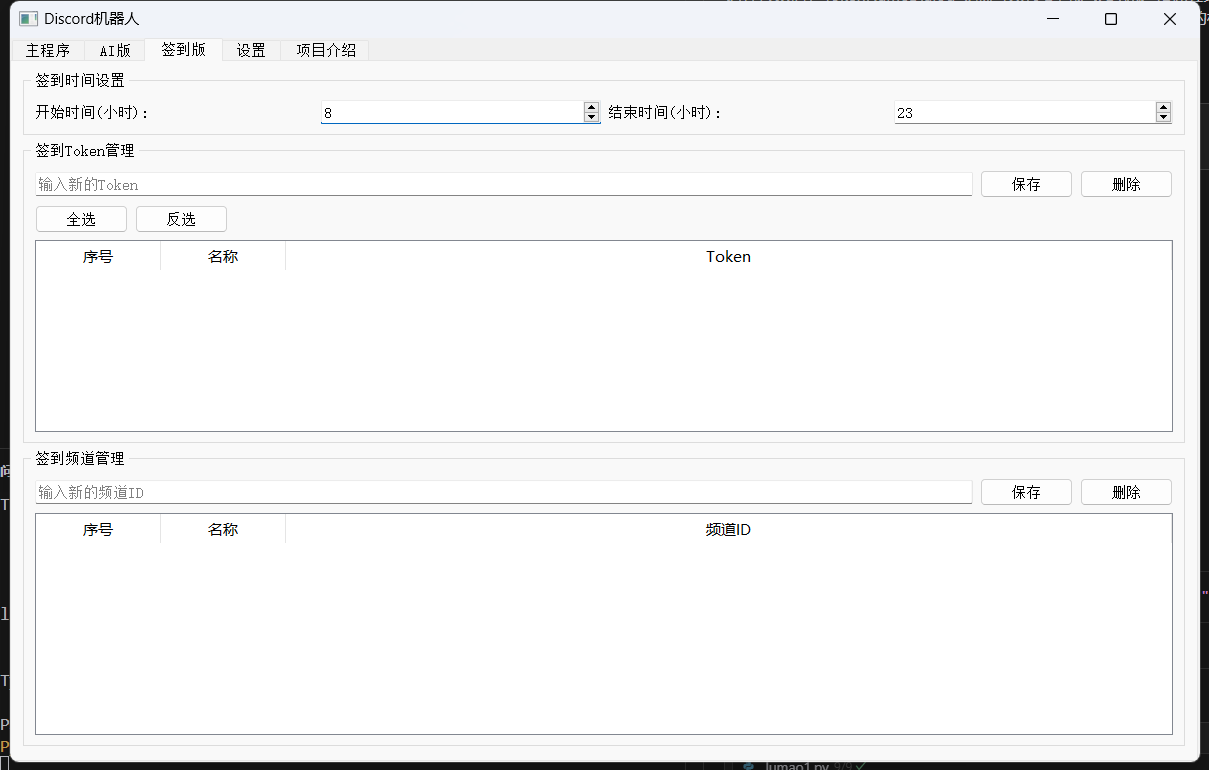 Discord机器人
主程序 AI版 签到版 设置 项目介绍
签到时间设置
开始时间(小时): 8 结束时间(小时): 23
签到Token管理
输入新的Token 保存 删除
全选 反选
序号 名称 Token
签到频道管理
输入新的频道ID 保存 删除
序号 名称 频道ID
lumao1.py 9/9